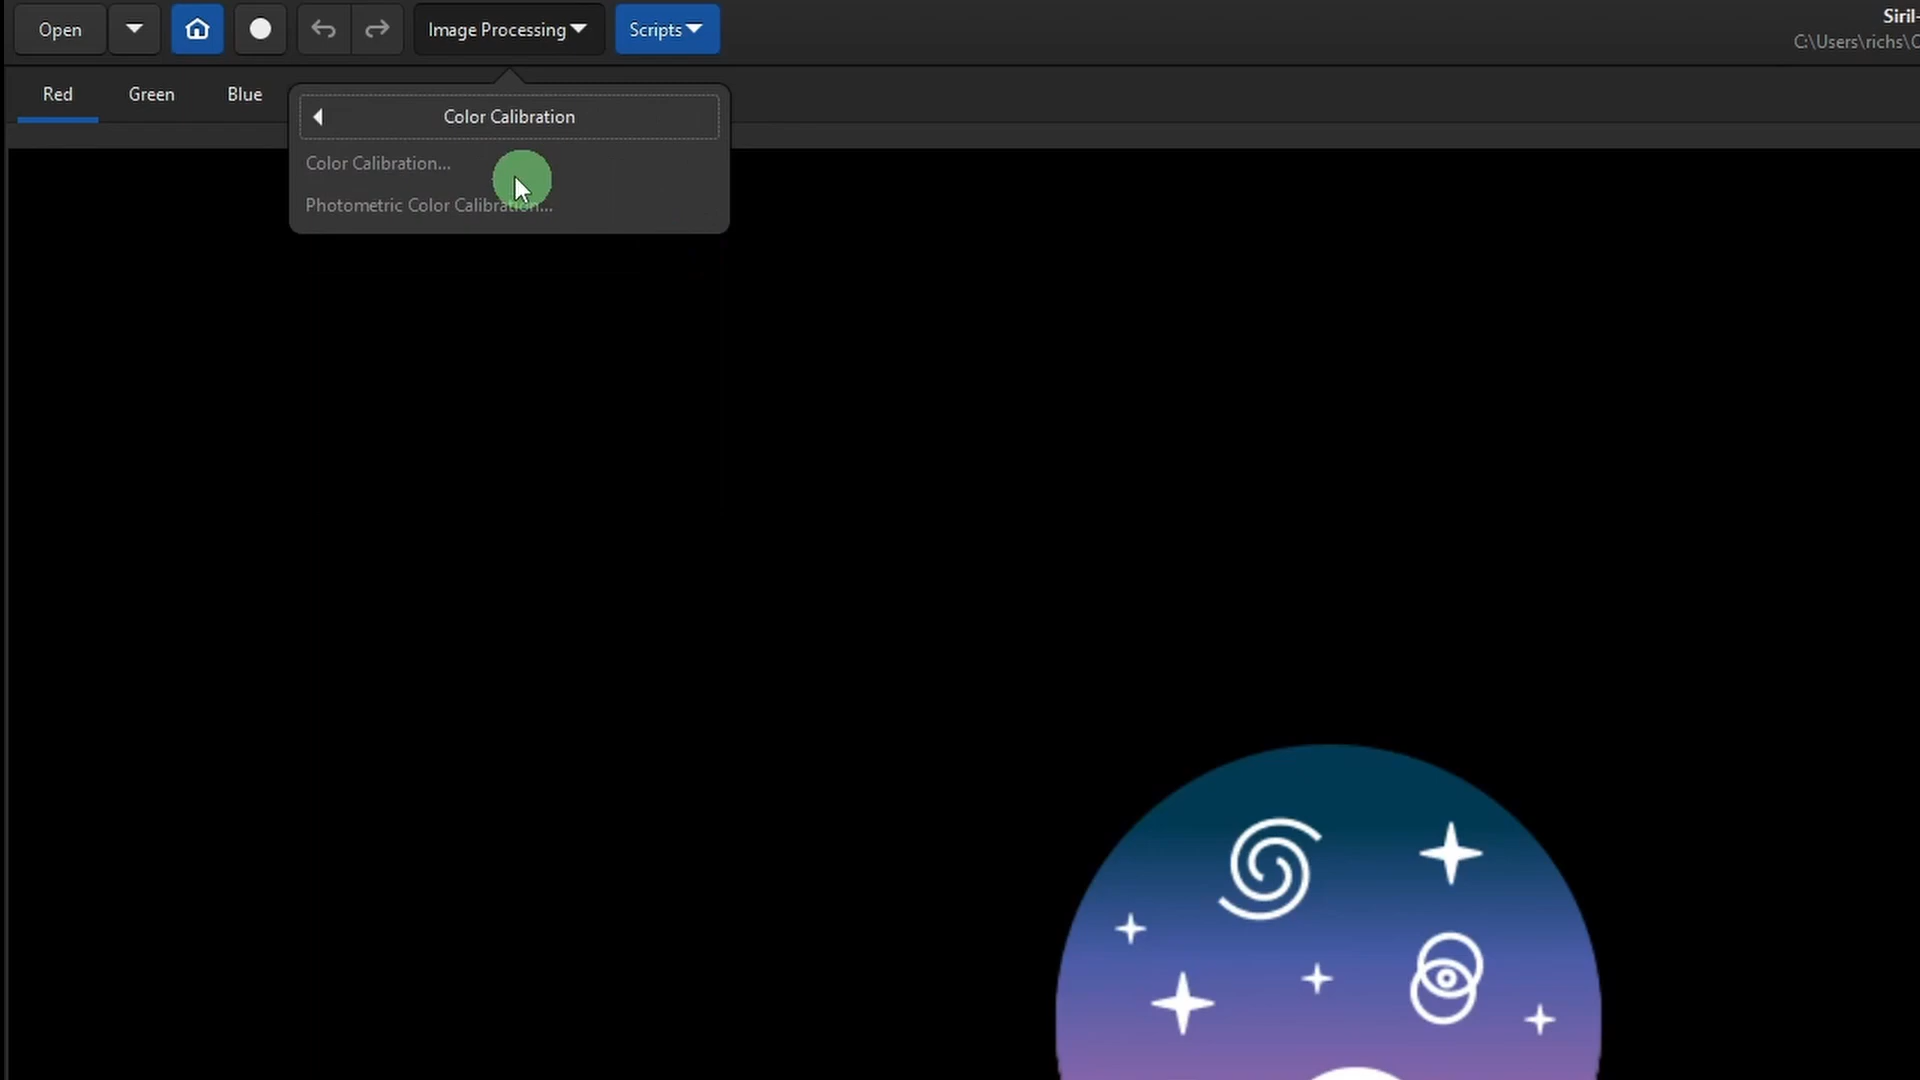 Open
Image Processing
Scripts
Siril-
C:\Users\richs\
Red
Green
Blue
Color Calibration
Color Calibration...
Photometric Color Calibration...